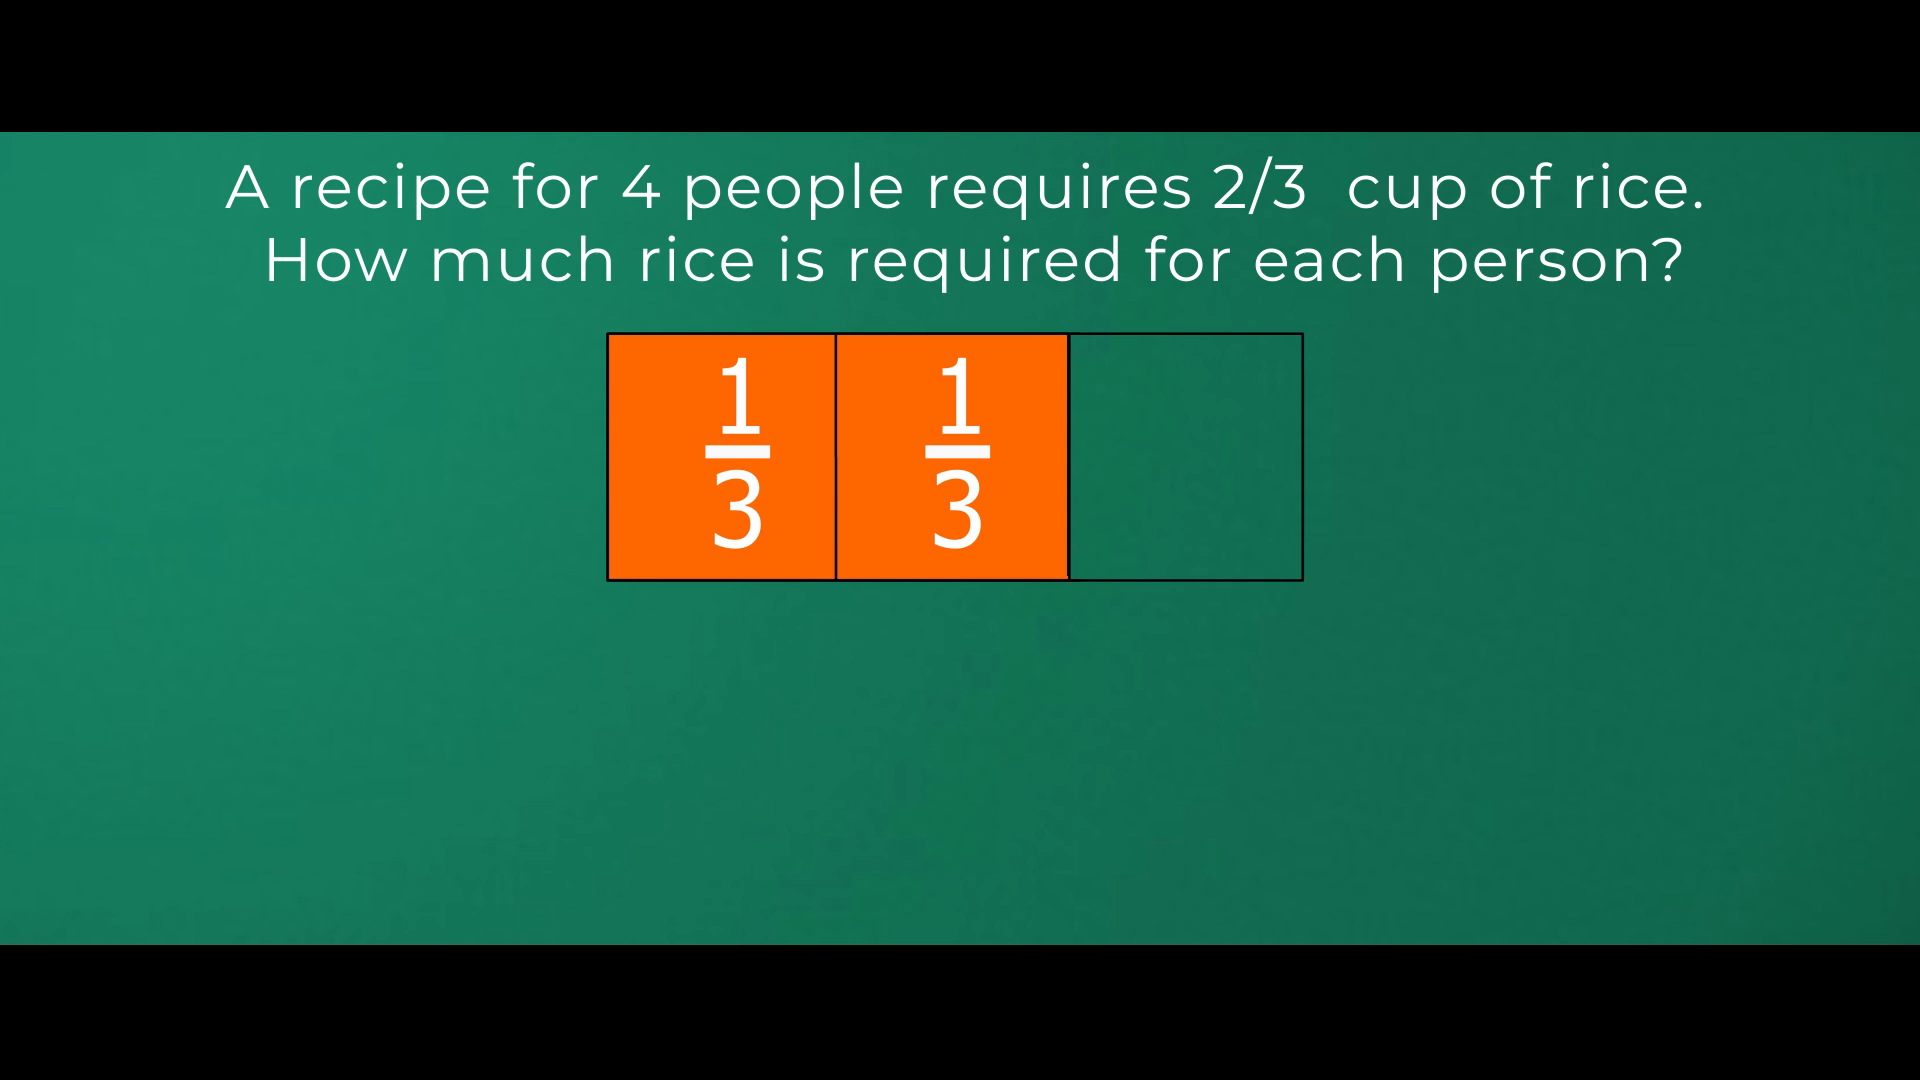 A recipe for 4 people requires 2/3 cup of rice.
How much rice is required for each person?
1/3 1/3